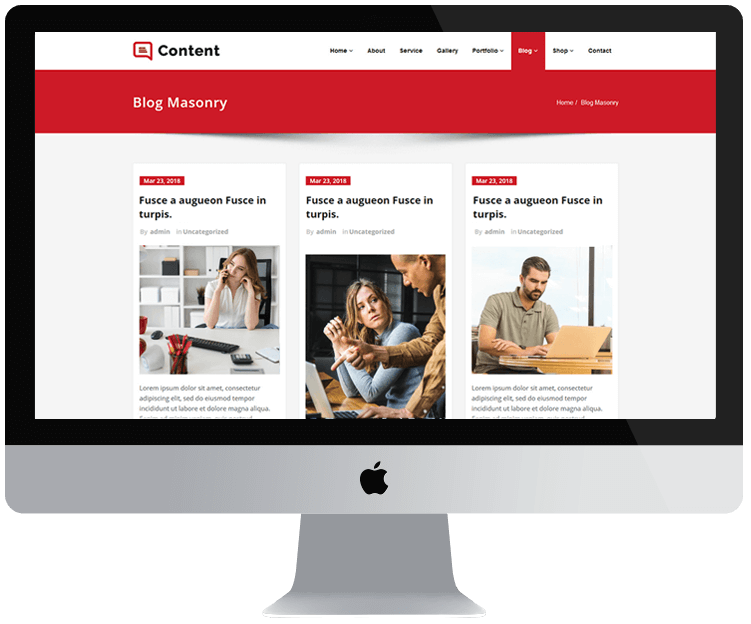 Content
Home About Service Gallery Portfolio Blog Shop Contact
Blog Masonry
Home / Blog Masonry
Mar 23, 2018
Fusce a augueon Fusce in
turpis.
By admin in Uncategorized
Lorem ipsum dolor sit amet, consectetur
adipiscing elit, sed do eiusmod tempor
incididunt ut labore et dolore magna aliqua.
Mar 23, 2018
Fusce a augueon Fusce in
turpis.
By admin in Uncategorized
Mar 23, 2018
Fusce a augueon Fusce in
turpis.
By admin in Uncategorized
Lorem ipsum dolor sit amet, consectetur
adipiscing elit, sed do eiusmod tempor
incididunt ut labore et dolore magna aliqua.